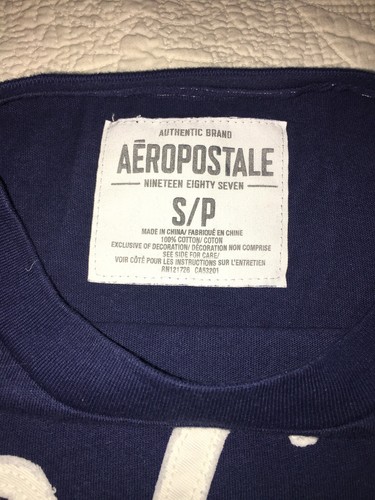 AUTHENTIC BRAND
AÉROPOSTALE
NINETEEN EIGHTY SEVEN
S/P
MADE IN CHINA/ FABRIQUÉ EN CHINE
100% COTTON/ COTON
EXCLUSIVE OF DECORATION/ DÉCORATION NON COMPRISE
SEE SIDE FOR CARE/
VOIR CÔTÉ POUR LES INSTRUCTIONS SUR L'ENTRETIEN
RN121726 CA53201